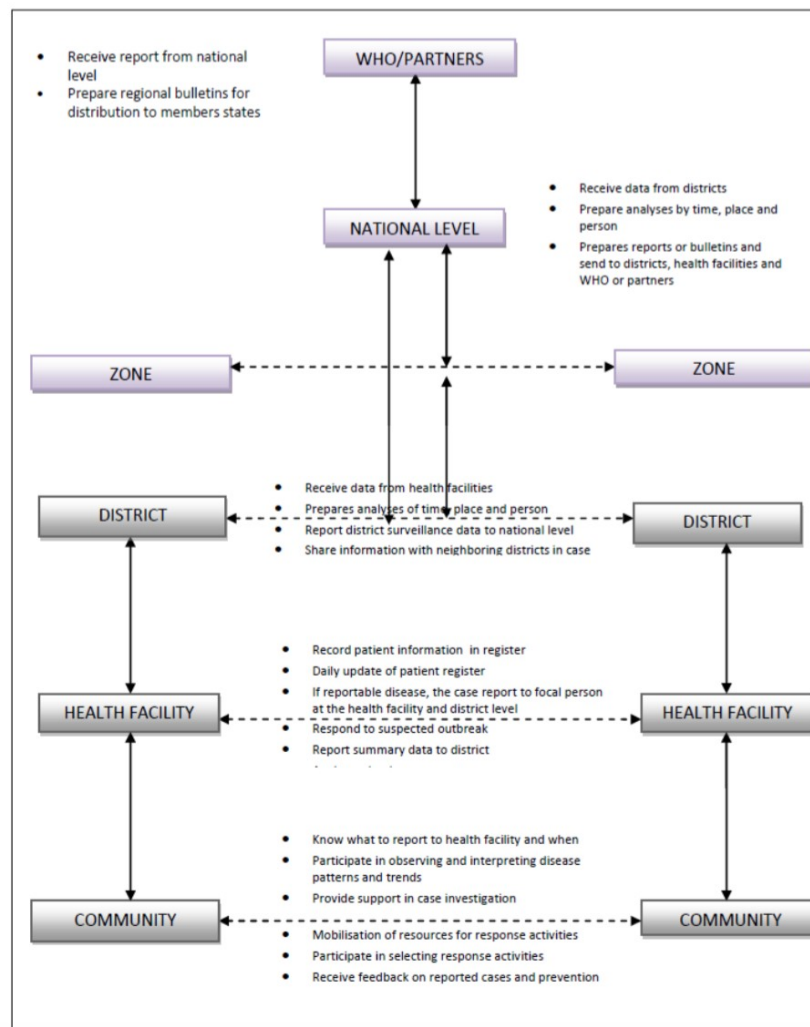 • Receive report from national
level
• Prepare regional bulletins for
distribution to members states
WHO/PARTNERS
NATIONAL LEVEL
• Receive data from districts
• Prepare analyses by time, place and
person
• Prepares reports or bulletins and
send to districts, health facilities and
WHO or partners
ZONE
ZONE
• Receive data from health facilities
• Prepares analyses of time, place and person
• Report district surveillance data to national level
• Share information with neighboring districts in case
DISTRICT
DISTRICT
• Record patient information in register
• Daily update of patient register
• If reportable disease, the case report to focal person
at the health facility and district level
• Respond to suspected outbreak
• Report summary data to district
HEALTH FACILITY
HEALTH FACILITY
• Know what to report to health facility and when
• Participate in observing and interpreting disease
patterns and trends
• Provide support in case investigation
COMMUNITY
COMMUNITY
• Mobilisation of resources for response activities
• Participate in selecting response activities
• Receive feedback on reported cases and prevention